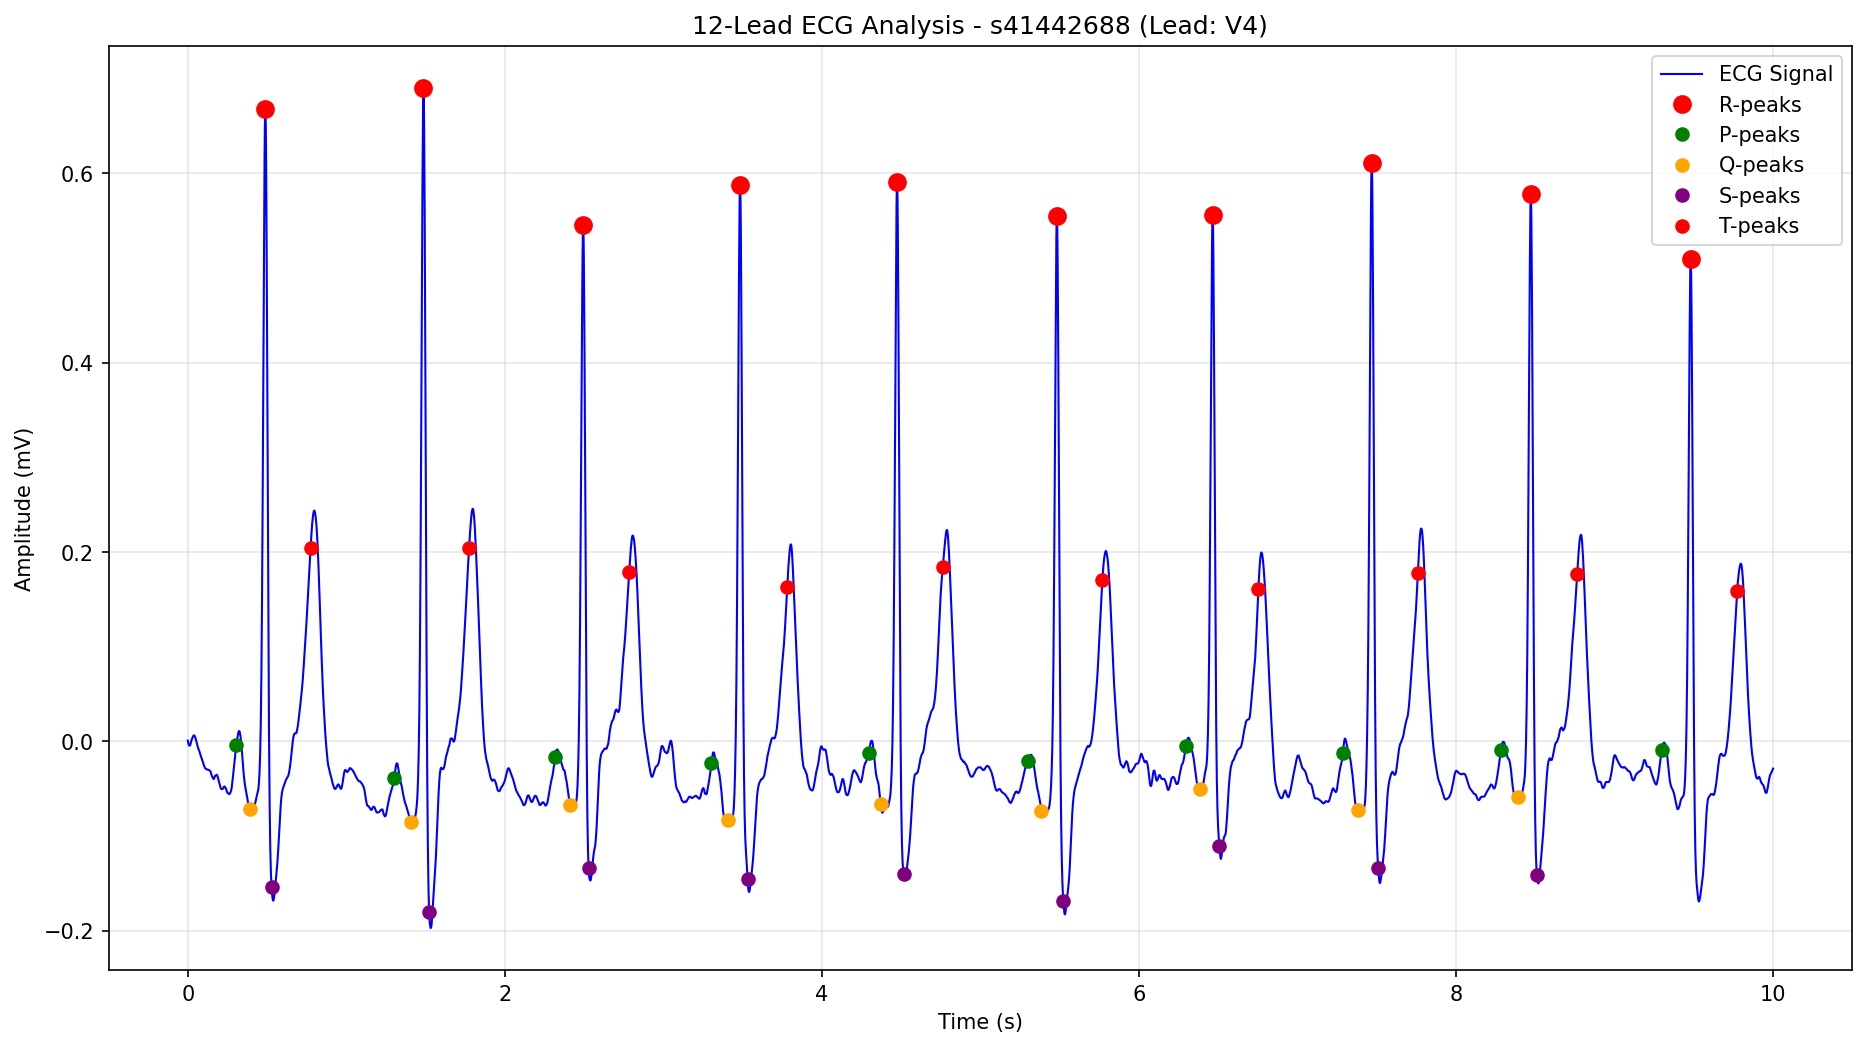 12-Lead ECG Analysis - s41442688 (Lead: V4)
ECG Signal
R-peaks
P-peaks
Q-peaks
S-peaks
T-peaks
Amplitude (mV)
0.6
0.4
0.2
0.0
−0.2
0 2 4 6 8 10
Time (s)